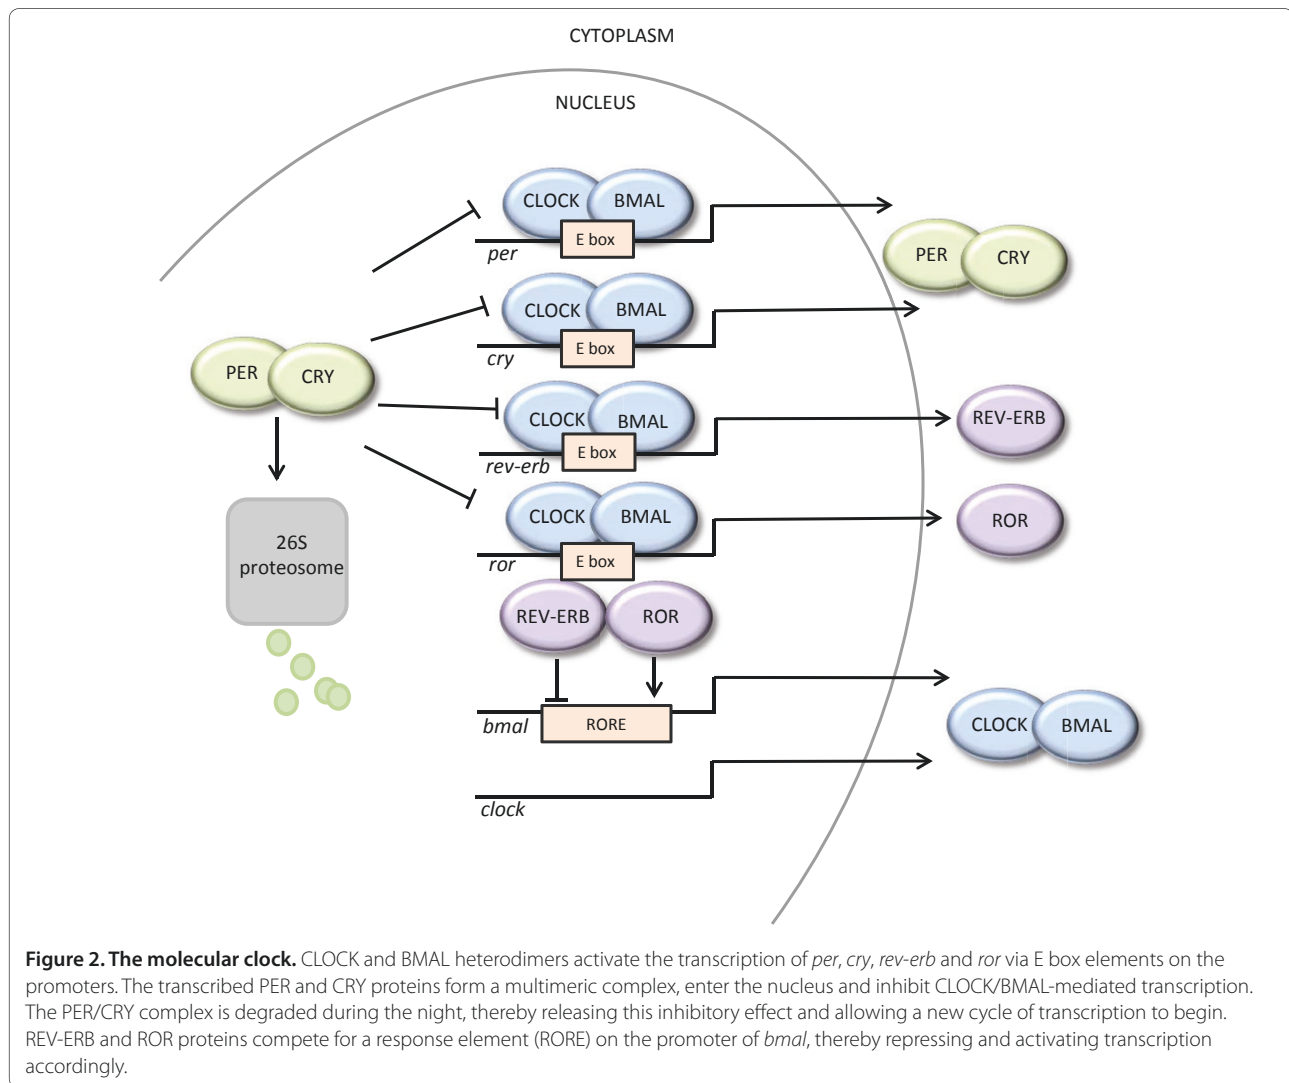 CYTOPLASM
NUCLEUS
CLOCK BMAL
E box
per
PER CRY
CLOCK BMAL
E box
cry
PER CRY
CLOCK BMAL
E box
rev-erb
REV-ERB
CLOCK BMAL
E box
ror
ROR
26S
proteosome
REV-ERB ROR
RORE
bmal
CLOCK BMAL
clock
Figure 2. The molecular clock. CLOCK and BMAL heterodimers activate the transcription of per, cry, rev-erb and ror via E box elements on the
promoters. The transcribed PER and CRY proteins form a multimeric complex, enter the nucleus and inhibit CLOCK/BMAL-mediated transcription.
The PER/CRY complex is degraded during the night, thereby releasing this inhibitory effect and allowing a new cycle of transcription to begin.
REV-ERB and ROR proteins compete for a response element (RORE) on the promoter of bmal, thereby repressing and activating transcription
accordingly.